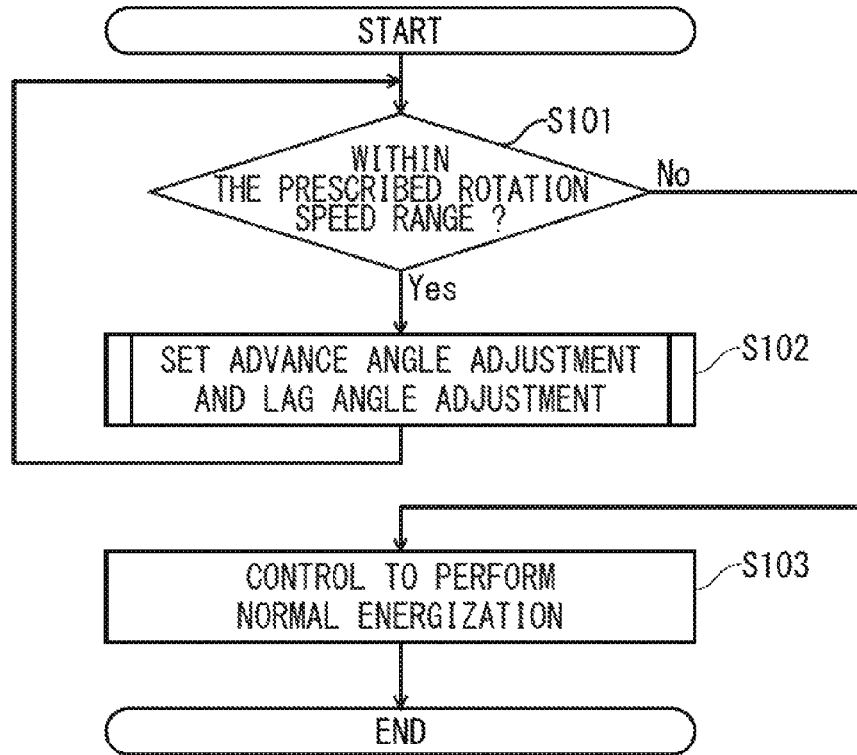 START
S101
WITHIN
THE PRESCRIBED ROTATION
SPEED RANGE ?
No
Yes
SET ADVANCE ANGLE ADJUSTMENT
AND LAG ANGLE ADJUSTMENT
S102
CONTROL TO PERFORM
NORMAL ENERGIZATION
S103
END